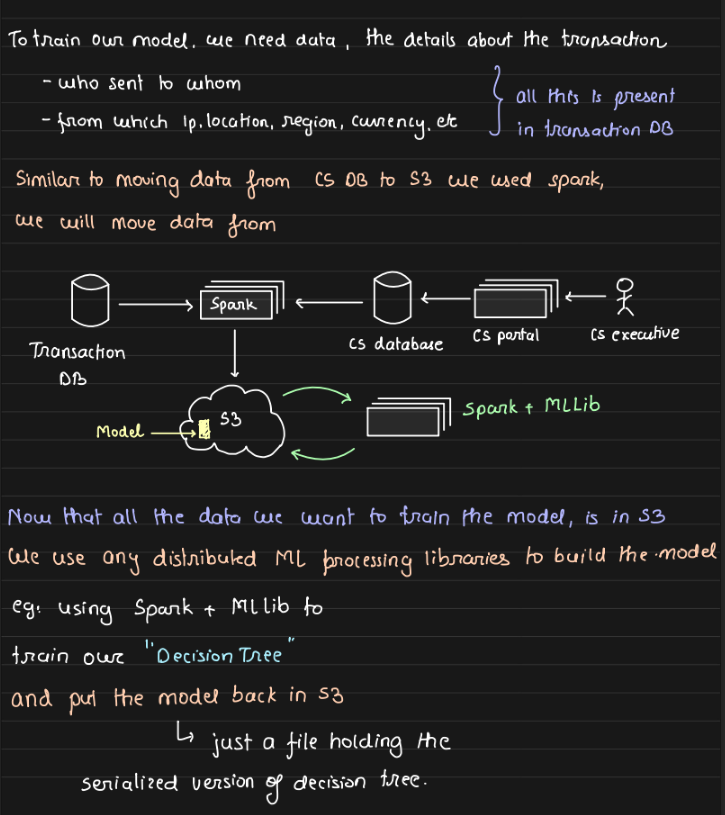 To train our model, we need data, the details about the transaction
- who sent to whom
- from which ip, location, region, currency, etc
all this is present
in transaction DB
Similar to moving data from CS DB to S3 we used spark,
we will move data from
Spark
Transaction
DB
CS database
CS portal
CS executive
S3
Model
Spark + MLLib
Now that all the data we want to train the model, is in S3
We use any distributed ML processing libraries to build the model
eg. using Spark + MLlib to
train our "Decision Tree"
and put the model back in S3
↳ just a file holding the
serialized version of decision tree.